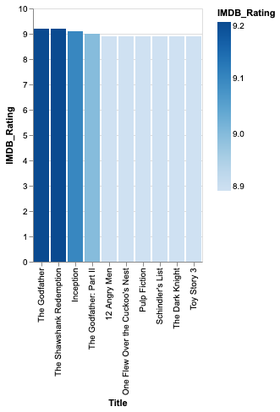 10
9
8
7
6
5
4
3
2
1
0
IMDB_Rating
The Godfather
The Shawshank Redemption
Inception
The Godfather: Part II
12 Angry Men
One Flew Over the Cuckoo's Nest
Pulp Fiction
Schindler's List
The Dark Knight
Toy Story 3
Title
IMDB_Rating
9.2
9.1
9.0
8.9